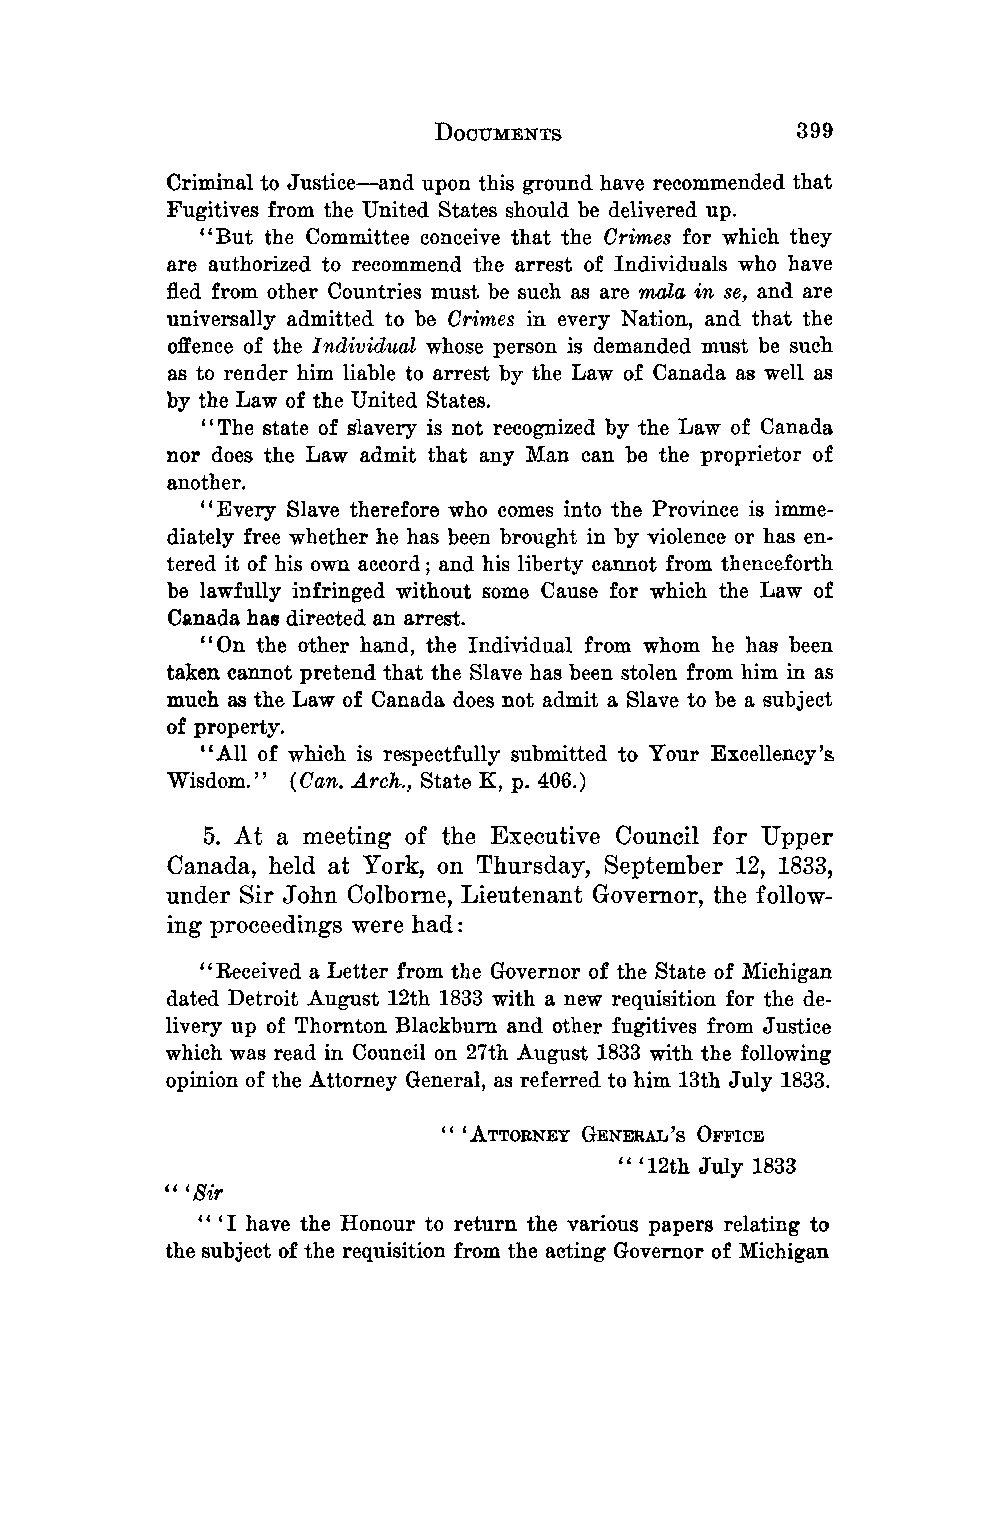 DOCUMENTS 399
Criminal to Justice—and upon this ground have recommended that
Fugitives from the United States should be delivered up.
“But the Committee conceive that the Crimes for which they
are authorized to recommend the arrest of Individuals who have
fled from other Countries must be such as are mala in se, and are
universally admitted to be Crimes in every Nation, and that the
offence of the Individual whose person is demanded must be such
as to render him liable to arrest by the Law of Canada as well as
by the Law of the United States.
“The state of slavery is not recognized by the Law of Canada
nor does the Law admit that any Man can be the proprietor of
another.
“Every Slave therefore who comes into the Province is imme-
diately free whether he has been brought in by violence or has en-
tered it of his own accord; and his liberty cannot from thenceforth
be lawfully infringed without some Cause for which the Law of
Canada has directed an arrest.
“On the other hand, the Individual from whom he has been
taken cannot pretend that the Slave has been stolen from him in as
much as the Law of Canada does not admit a Slave to be a subject
of property.
“All of which is respectfully submitted to Your Excellency's
Wisdom.” (Can. Arch., State K, p. 406.)
5. At a meeting of the Executive Council for Upper
Canada, held at York, on Thursday, September 12, 1833,
under Sir John Colborne, Lieutenant Governor, the follow-
ing proceedings were had:
“Received a Letter from the Governor of the State of Michigan
dated Detroit August 12th 1833 with a new requisition for the de-
livery up of Thornton Blackburn and other fugitives from Justice
which was read in Council on 27th August 1833 with the following
opinion of the Attorney General, as referred to him 13th July 1833.
“ ‘ATTORNEY GENERAL'S OFFICE
“ ‘12th July 1833
“ ‘Sir
“ ‘I have the Honour to return the various papers relating to
the subject of the requisition from the acting Governor of Michigan